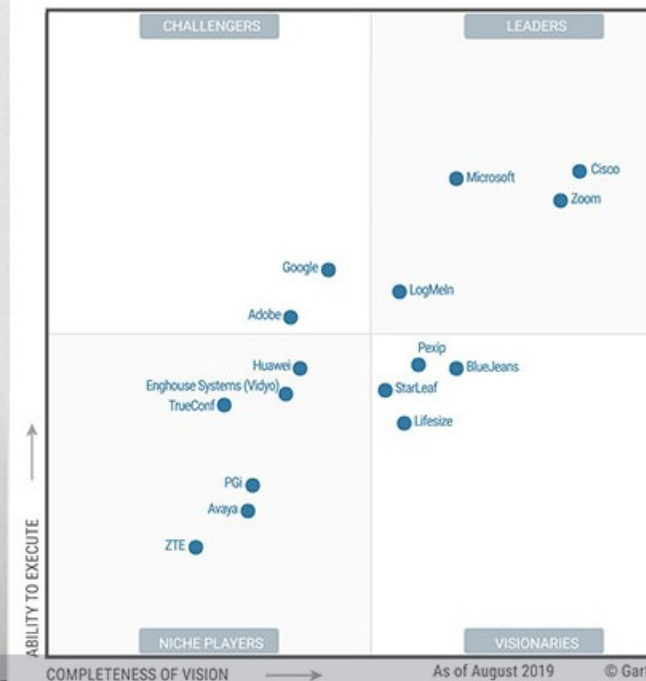 CHALLENGERS
LEADERS
Cisco
Microsoft
Zoom
Google
LogMeIn
Adobe
Pexip
Huawei
BlueJeans
Enghouse Systems (Vidyo)
StarLeaf
TrueConf
Lifesize
PGi
Avaya
ZTE
ABILITY TO EXECUTE
NICHE PLAYERS
VISIONARIES
COMPLETENESS OF VISION
As of August 2019
©